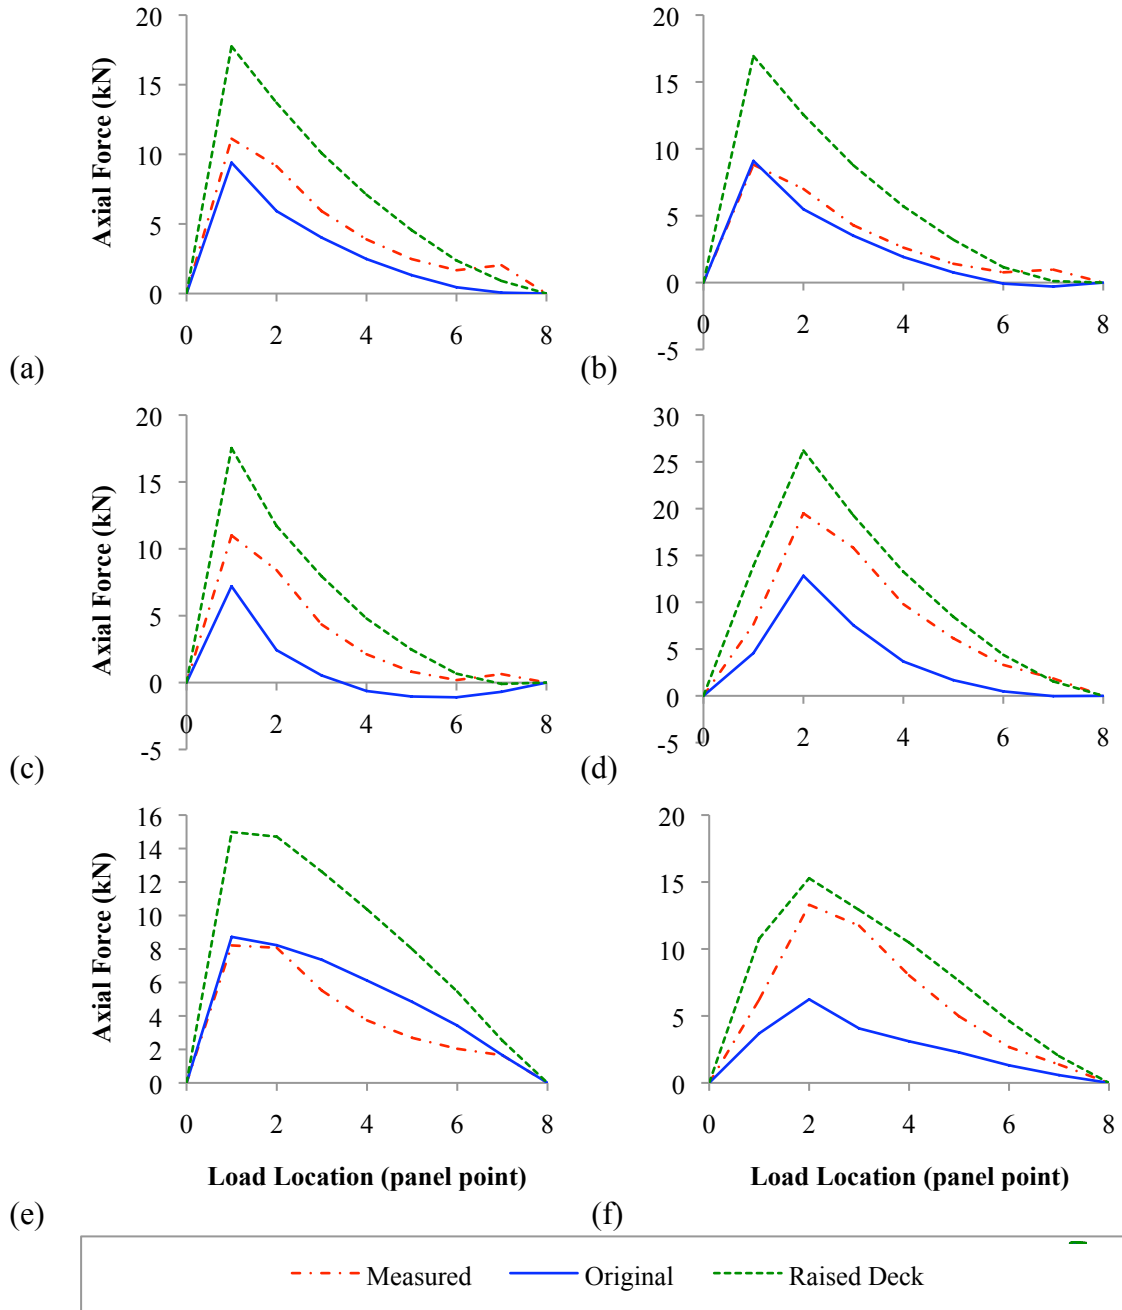 20
15
10
5
0
0 2 4 6 8
Axial Force (kN)
(a)
20
15
10
5
0
-5
0 2 4 6 8
(b)
20
15
10
5
0
-5
0 2 4 6 8
Axial Force (kN)
(c)
30
25
20
15
10
5
0
-5
0 2 4 6 8
(d)
16
14
12
10
8
6
4
2
0
0 2 4 6 8
Axial Force (kN)
Load Location (panel point)
(e)
20
15
10
5
0
0 2 4 6 8
Load Location (panel point)
(f)
Measured Original Raised Deck